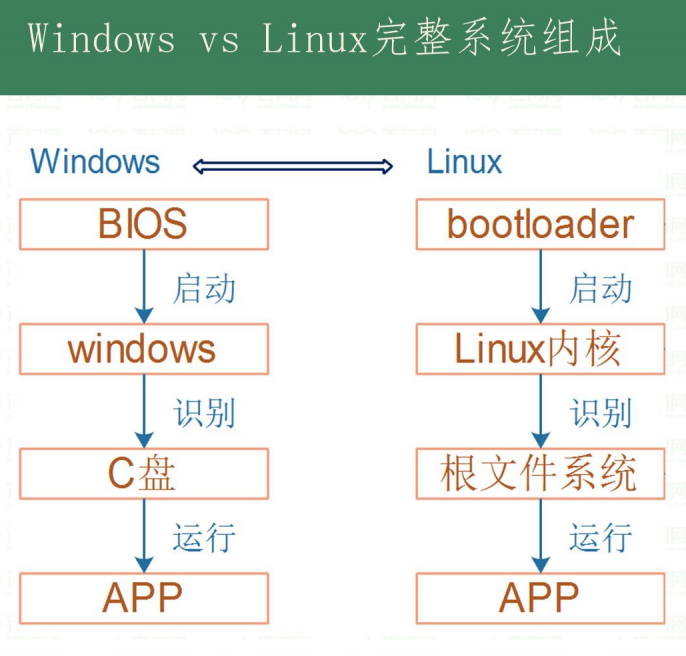 Windows vs Linux完整系统组成
Windows
Linux
BIOS
bootloader
启动
启动
windows
Linux内核
识别
识别
C盘
根文件系统
运行
运行
APP
APP